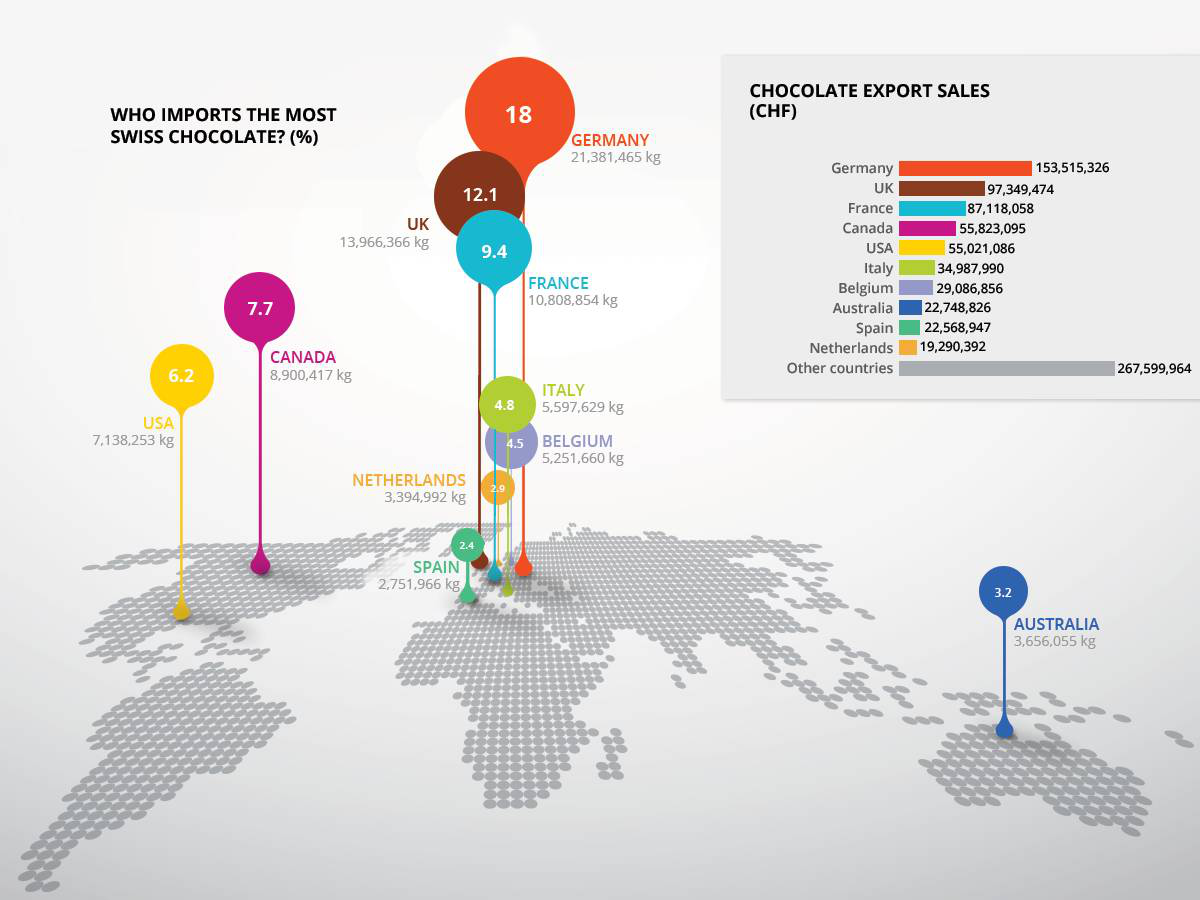 WHO IMPORTS THE MOST
SWISS CHOCOLATE? (%)
18
GERMANY
21,381,465 kg
12.1
UK
13,966,366 kg
9.4
FRANCE
10,808,854 kg
7.7
CANADA
8,900,417 kg
6.2
USA
7,138,253 kg
4.8
ITALY
5,597,629 kg
4.5
BELGIUM
5,251,660 kg
NETHERLANDS
3,394,992 kg
2.9
2.4
SPAIN
2,751,966 kg
3.2
AUSTRALIA
3,656,055 kg
CHOCOLATE EXPORT SALES
(CHF)
Germany 153,515,326
UK 97,349,474
France 87,118,058
Canada 55,823,095
USA 55,021,086
Italy 34,987,990
Belgium 29,086,856
Australia 22,748,826
Spain 22,568,947
Netherlands 19,290,392
Other countries 267,599,964